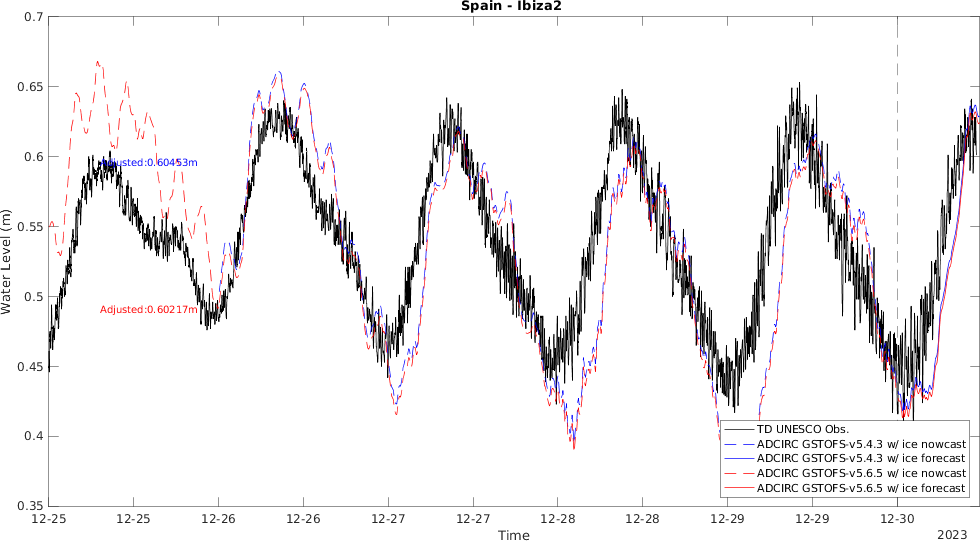 Spain - Ibiza2
0.7
0.65
0.6
0.55
0.5
0.45
0.4
0.35
Water Level (m)
Adjusted:0.60453m
Adjusted:0.60217m
TD UNESCO Obs.
ADCIRC GSTOFS-v5.4.3 w/ ice nowcast
ADCIRC GSTOFS-v5.4.3 w/ ice forecast
ADCIRC GSTOFS-v5.6.5 w/ ice nowcast
ADCIRC GSTOFS-v5.6.5 w/ ice forecast
12-25 12-25 12-26 12-26 12-27 12-27 12-28 12-28 12-29 12-29 12-30
Time
2023